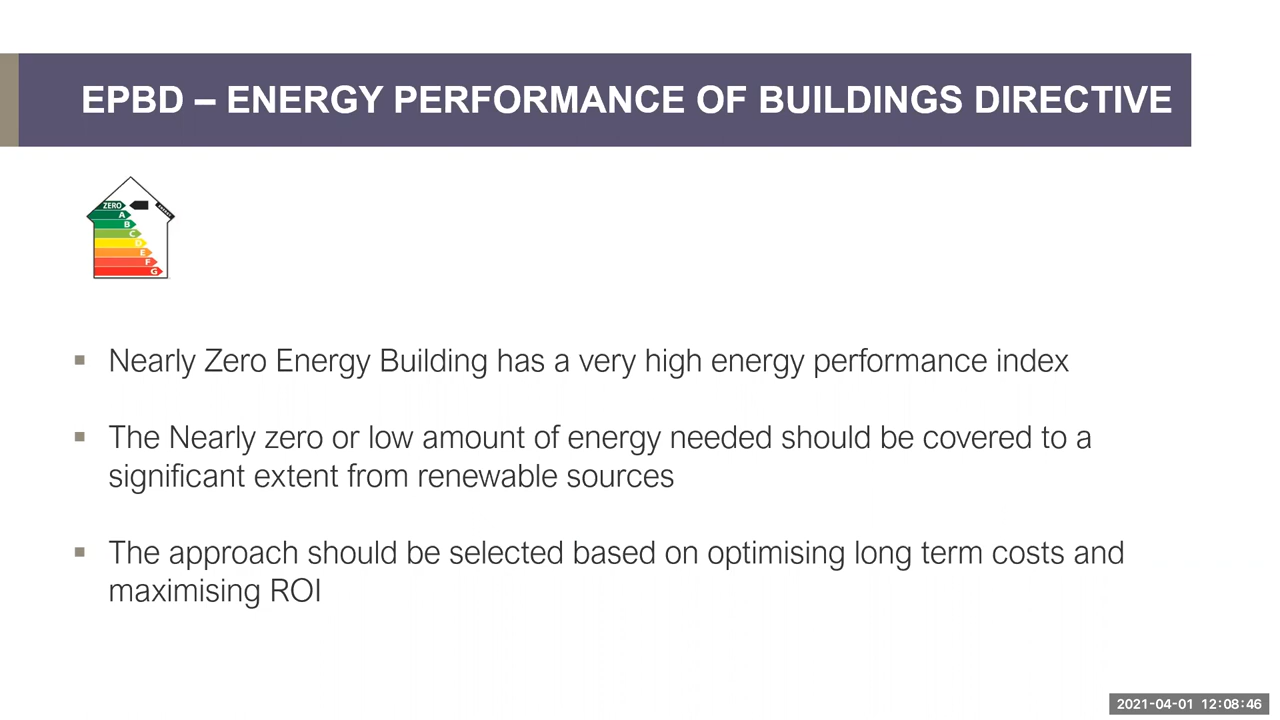 EPBD – ENERGY PERFORMANCE OF BUILDINGS DIRECTIVE
ZERO
A
B
C
D
E
F
G
▪ Nearly Zero Energy Building has a very high energy performance index
▪ The Nearly zero or low amount of energy needed should be covered to a
significant extent from renewable sources
▪ The approach should be selected based on optimising long term costs and
maximising ROI
2021-04-01 12:08:46